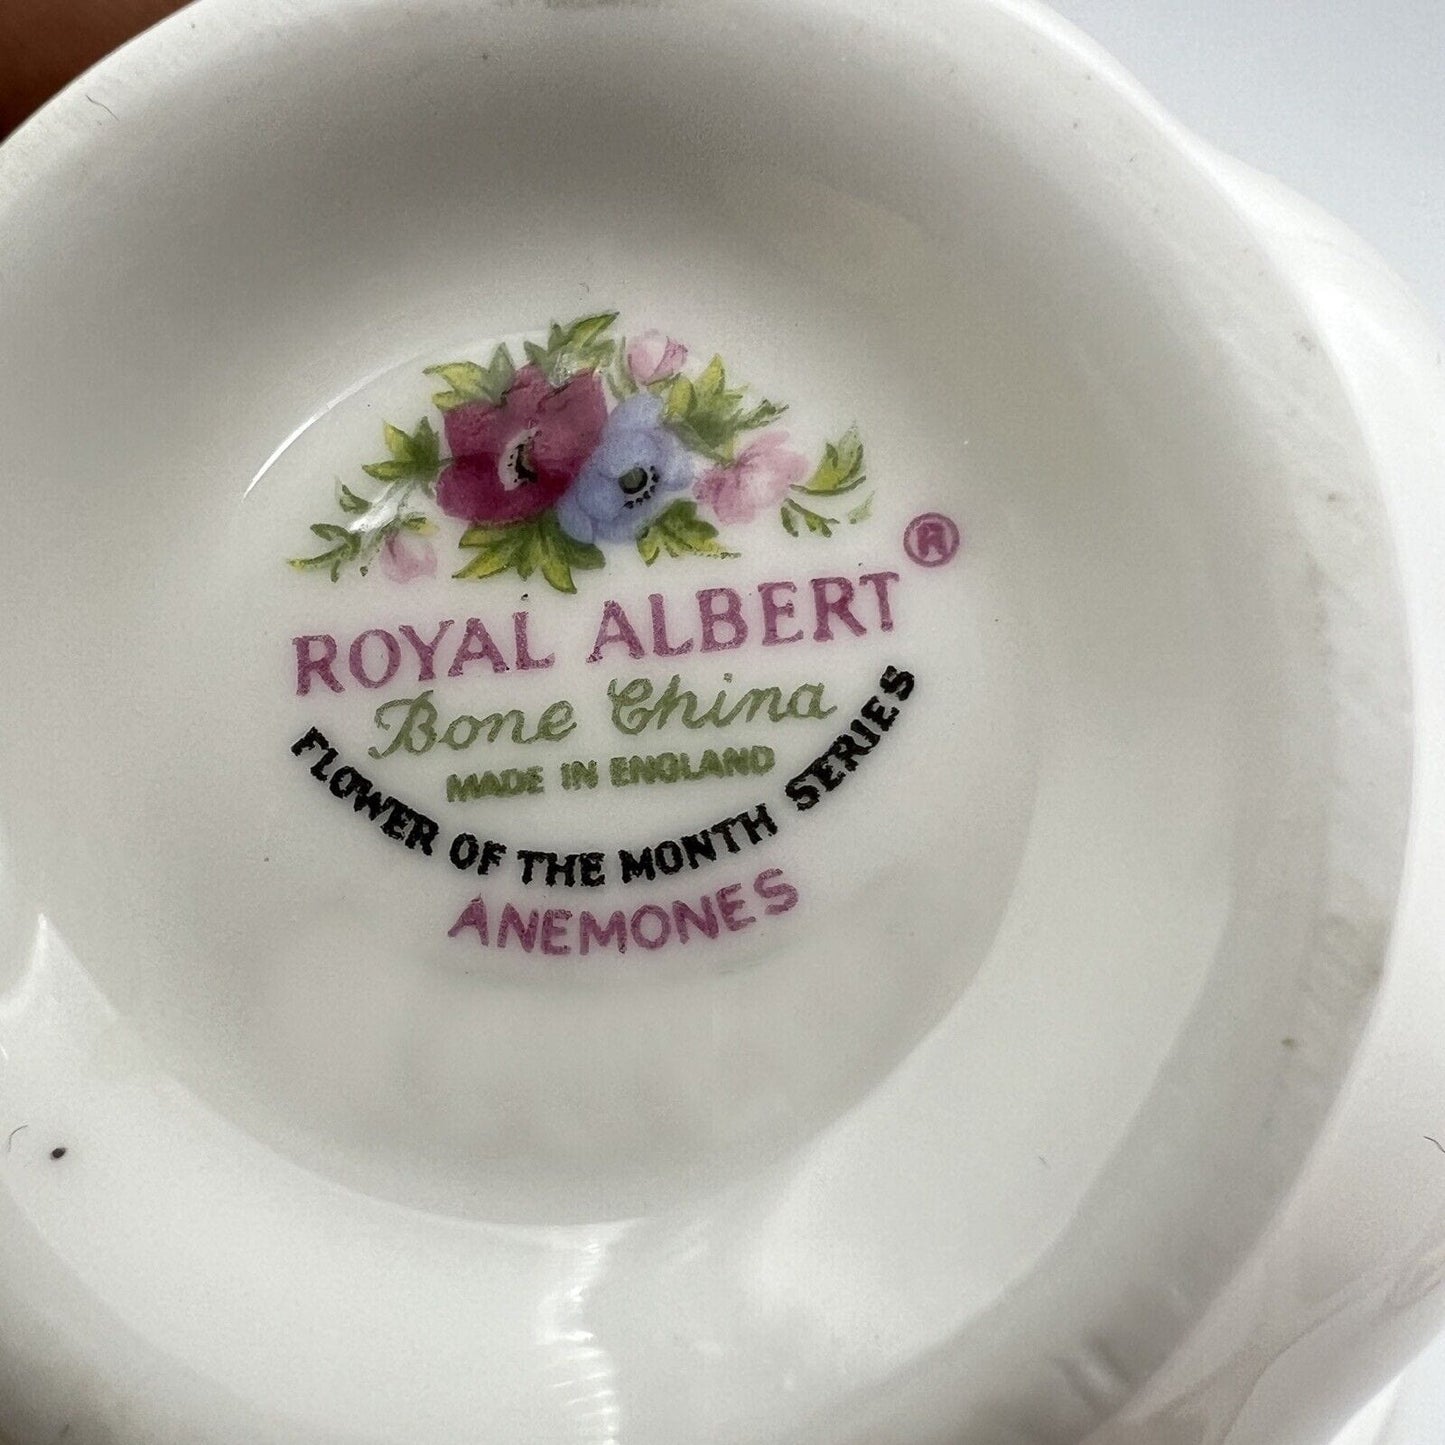 ROYAL ALBERT ®
Bone China
MADE IN ENGLAND
FLOWER OF THE MONTH SERIES
ANEMONES